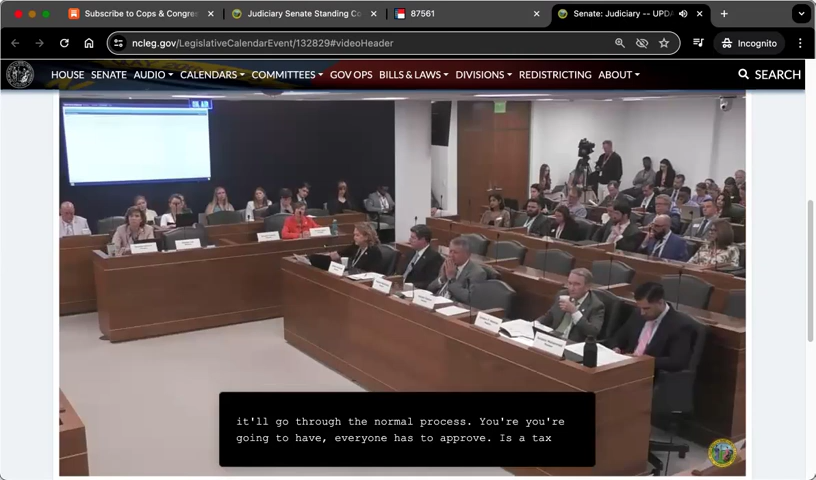 Subscribe to Cops & Congres
Judiciary Senate Standing Co
87561
Senate: Judiciary -- UPDA
ncleg.gov/LegislativeCalendarEvent/132829#videoHeader
Incognito
HOUSE SENATE AUDIO CALENDARS COMMITTEES GOV OPS BILLS & LAWS DIVISIONS REDISTRICTING ABOUT SEARCH
it'll go through the normal process. You're you're
going to have, everyone has to approve. Is a tax